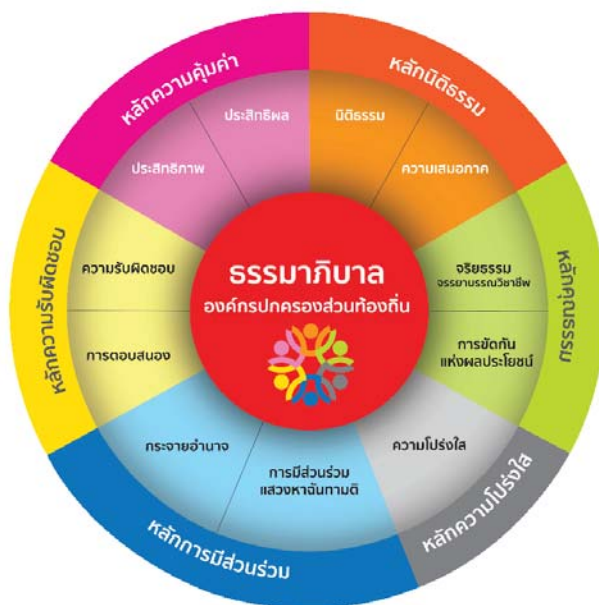 หลักความคุ้มค่า
หลักนิติธรรม
ประสิทธิผล
นิติธรรม
ประสิทธิภาพ
ความเสมอภาค
หลักความรับผิดชอบ
ความรับผิดชอบ
การตอบสนอง
ธรรมาภิบาล
องค์กรปกครองส่วนท้องถิ่น
จริยธรรม
จรรยาบรรณวิชาชีพ
การขัดกัน
แห่งผลประโยชน์
หลักคุณธรรม
กระจายอำนาจ
การมีส่วนร่วม
แสวงหาฉันทามติ
ความโปร่งใส
หลักการมีส่วนร่วม
หลักความโปร่งใส